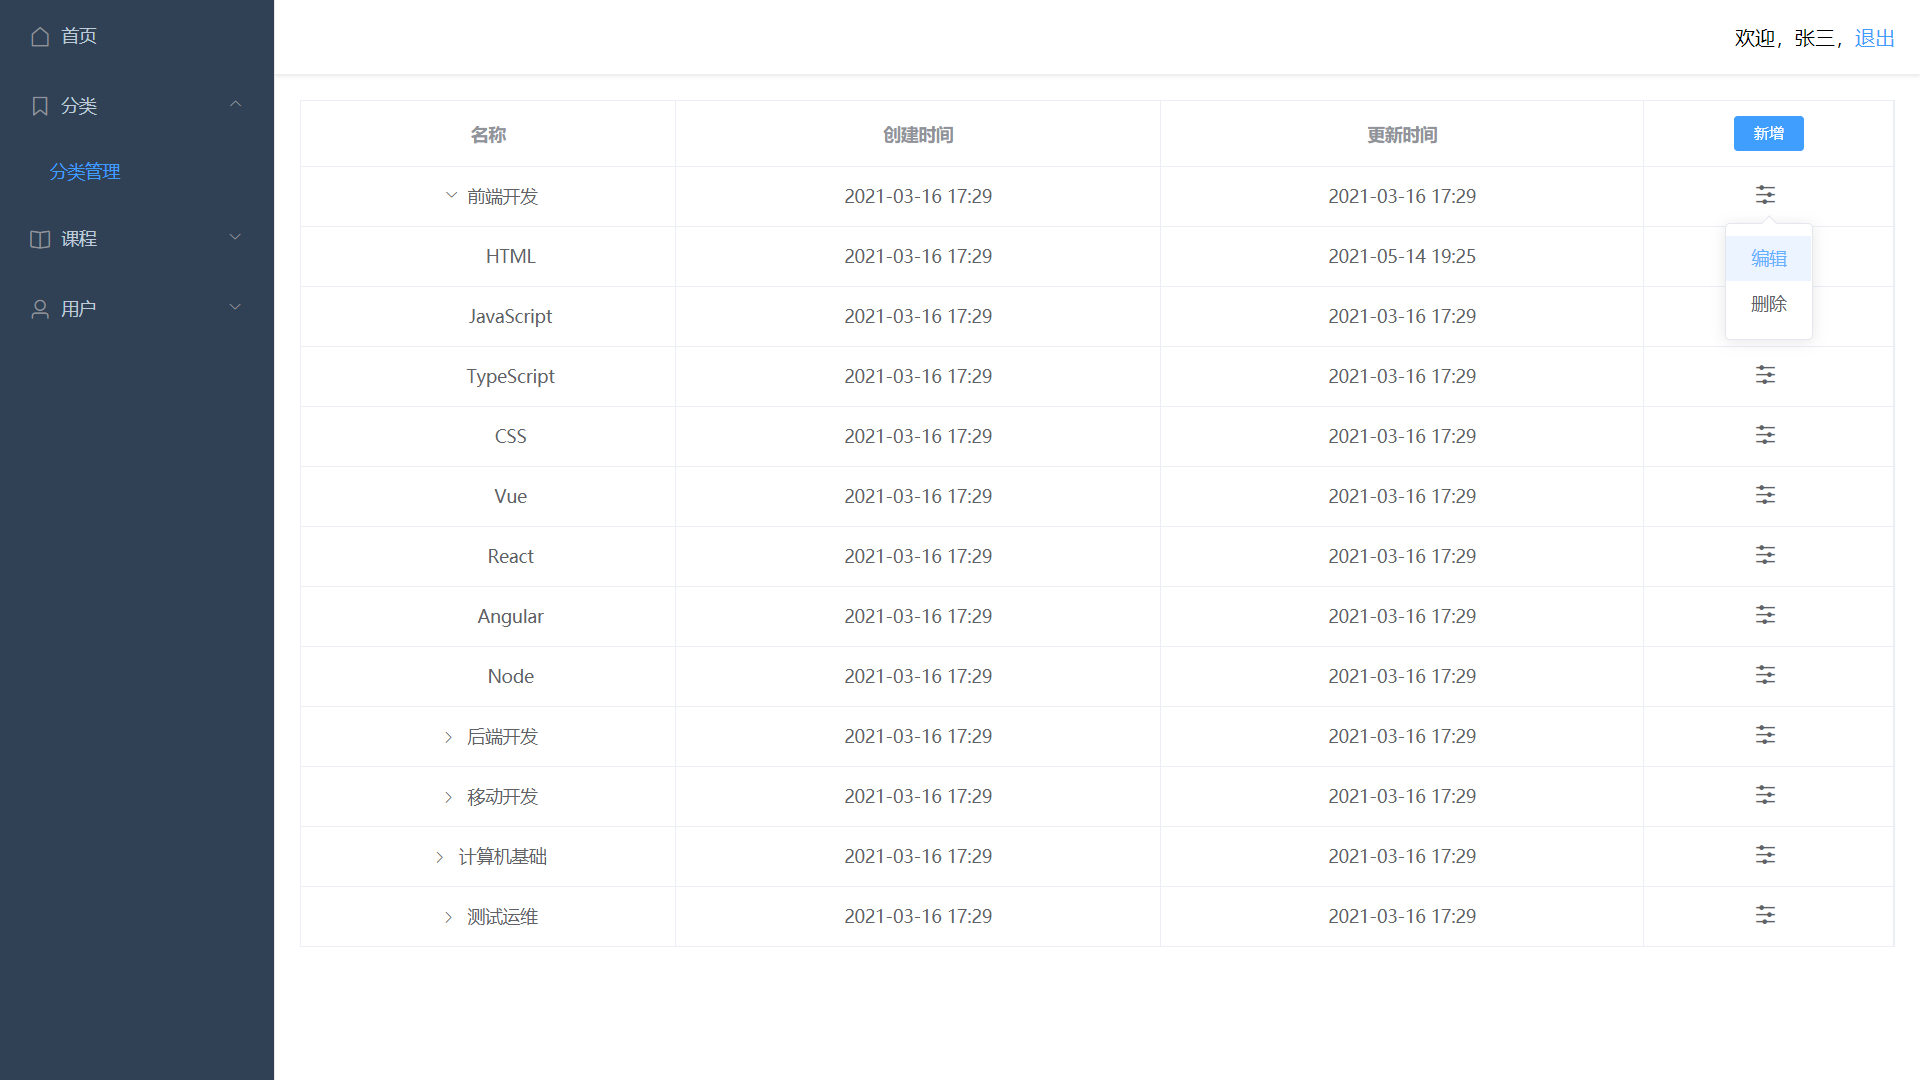 首页
分类
分类管理
课程
用户
欢迎，张三，退出
名称 创建时间 更新时间 新增
前端开发 2021-03-16 17:29 2021-03-16 17:29
HTML 2021-03-16 17:29 2021-05-14 19:25
编辑
JavaScript 2021-03-16 17:29 2021-03-16 17:29
删除
TypeScript 2021-03-16 17:29 2021-03-16 17:29
CSS 2021-03-16 17:29 2021-03-16 17:29
Vue 2021-03-16 17:29 2021-03-16 17:29
React 2021-03-16 17:29 2021-03-16 17:29
Angular 2021-03-16 17:29 2021-03-16 17:29
Node 2021-03-16 17:29 2021-03-16 17:29
后端开发 2021-03-16 17:29 2021-03-16 17:29
移动开发 2021-03-16 17:29 2021-03-16 17:29
计算机基础 2021-03-16 17:29 2021-03-16 17:29
测试运维 2021-03-16 17:29 2021-03-16 17:29